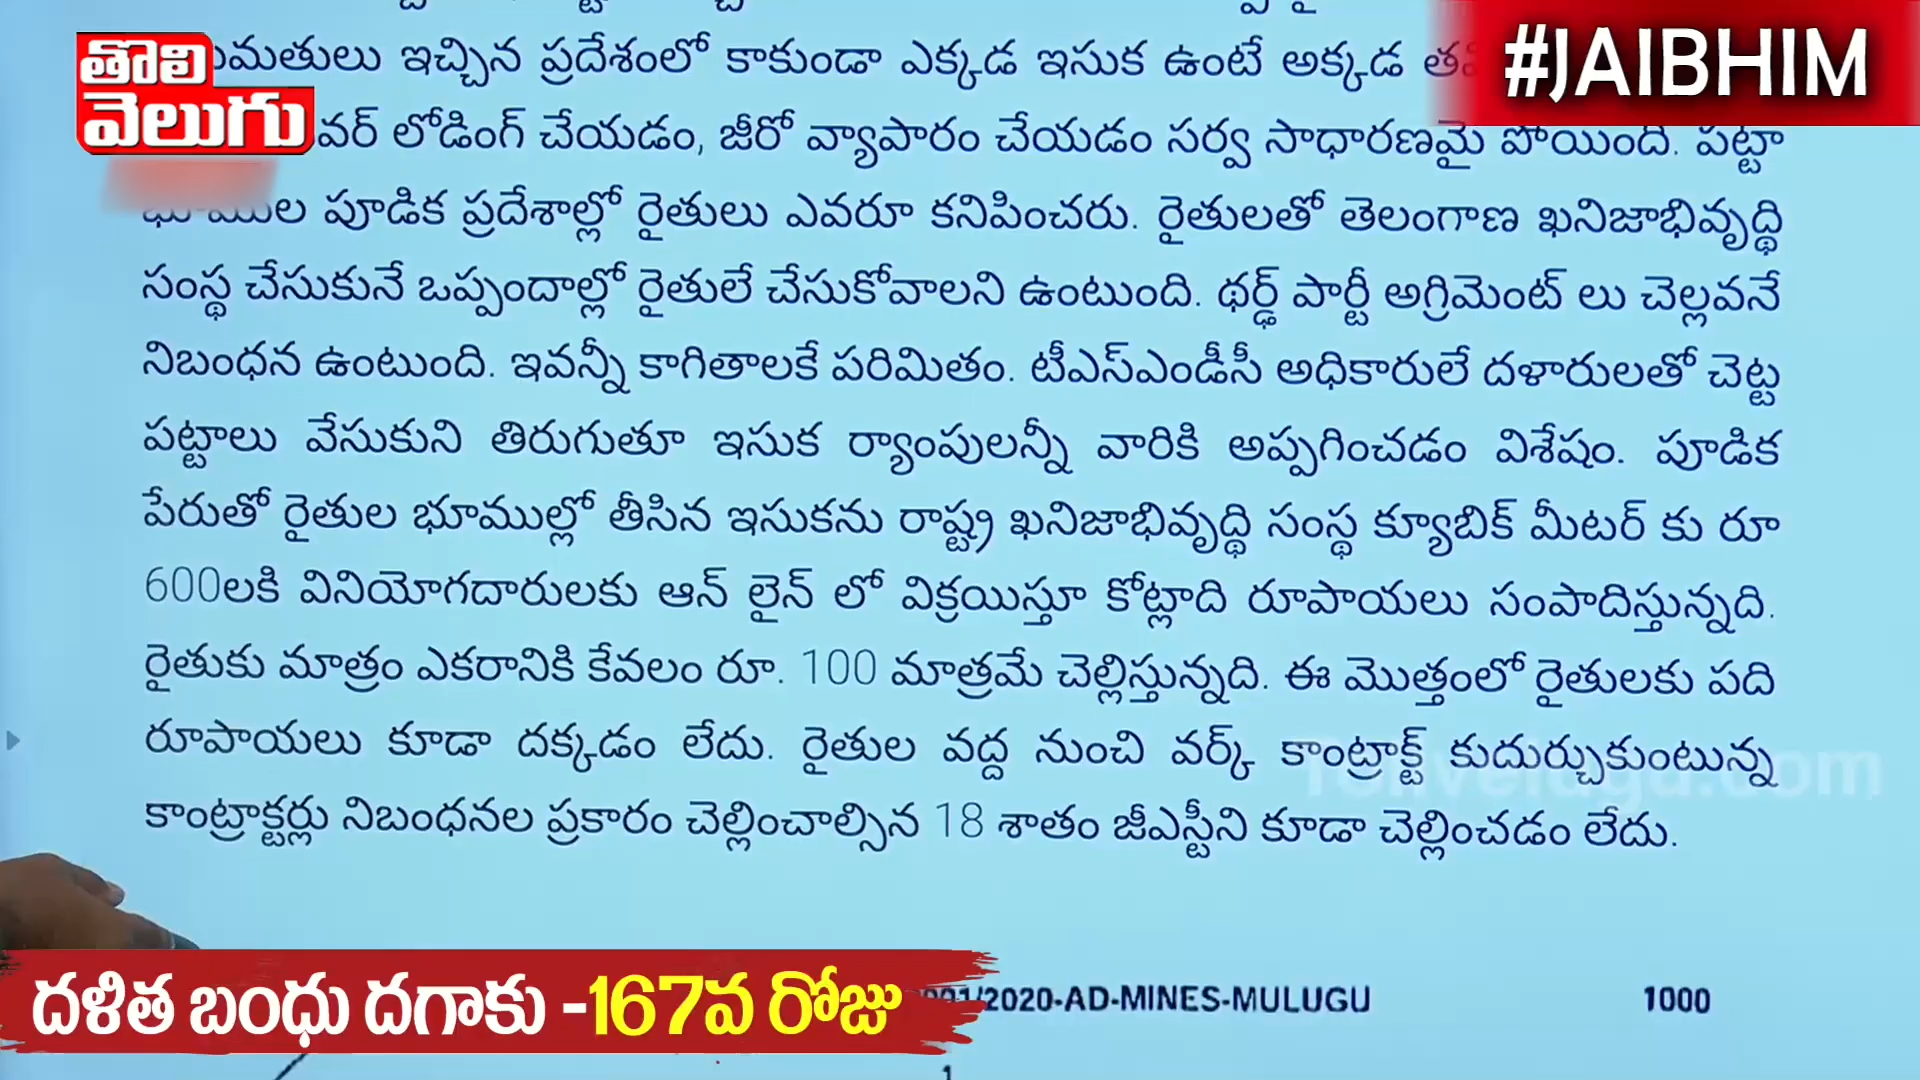 తొలి
వెలుగు
#JAIBHIM
ఇచ్చిన ప్రదేశంలో కాకుండా ఎక్కడ ఇసుక ఉంటే అక్కడ
లోడింగ్ చేయడం, జీరో వ్యాపారం చేయడం సర్వ సాధారణమై పోయింది. పట్టా
పూడిక ప్రదేశాల్లో రైతులు ఎవరూ కనిపించరు. రైతులతో తెలంగాణ ఖనిజాభివృద్ధి
సంస్థ చేసుకునే ఒప్పందాల్లో రైతులే చేసుకోవాలని ఉంటుంది. థర్డ్ పార్టీ అగ్రిమెంట్ లు చెల్లవనే
నిబంధన ఉంటుంది. ఇవన్నీ కాగితాలకే పరిమితం. టీఎస్ఎండీసీ అధికారులే దళారులతో చెట్ట
పట్టాలు వేసుకుని తిరుగుతూ ఇసుక ర్యాంపులన్నీ వారికి అప్పగించడం విశేషం. పూడిక
పేరుతో రైతుల భూముల్లో తీసిన ఇసుకను రాష్ట్ర ఖనిజాభివృద్ధి సంస్థ క్యూబిక్ మీటర్ కు రూ
600లకి వినియోగదారులకు ఆన్ లైన్ లో విక్రయిస్తూ కోట్లాది రూపాయలు సంపాదిస్తున్నది.
రైతుకు మాత్రం ఎకరానికి కేవలం రూ. 100 మాత్రమే చెల్లిస్తున్నది. ఈ మొత్తంలో రైతులకు పది
రూపాయలు కూడా దక్కడం లేదు. రైతుల వద్ద నుంచి వర్క్ కాంట్రాక్ట్ కుదుర్చుకుంటున్న
కాంట్రాక్టర్లు నిబంధనల ప్రకారం చెల్లించాల్సిన 18 శాతం జీఎస్టీని కూడా చెల్లించడం లేదు.
Tolivelugu.com
దళిత బంధు దగాకు -167వ రోజు
/2020-AD-MINES-MULUGU 1000